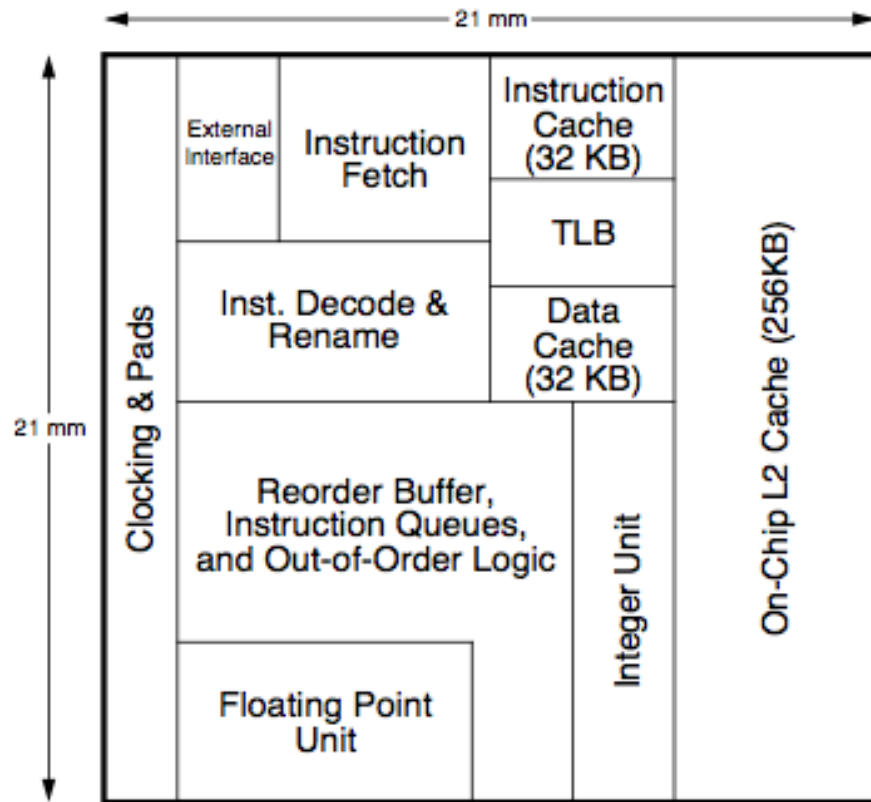 21 mm
21 mm
Clocking & Pads
External
Interface
Instruction
Fetch
Instruction
Cache
(32 KB)
TLB
Inst. Decode &
Rename
Data
Cache
(32 KB)
Reorder Buffer,
Instruction Queues,
and Out-of-Order Logic
Floating Point
Unit
Integer Unit
On-Chip L2 Cache (256KB)